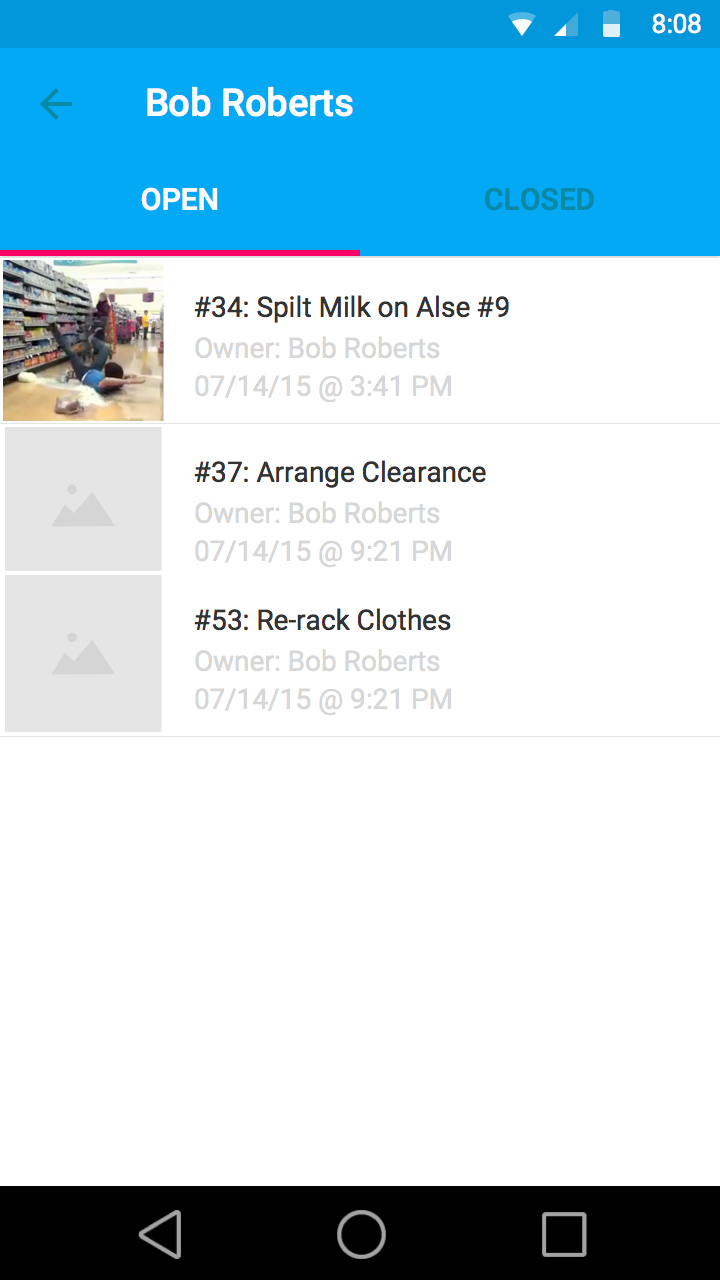 8:08
Bob Roberts
OPEN
CLOSED
#34: Spilt Milk on Alse #9
Owner: Bob Roberts
07/14/15 @ 3:41 PM
#37: Arrange Clearance
Owner: Bob Roberts
07/14/15 @ 9:21 PM
#53: Re-rack Clothes
Owner: Bob Roberts
07/14/15 @ 9:21 PM